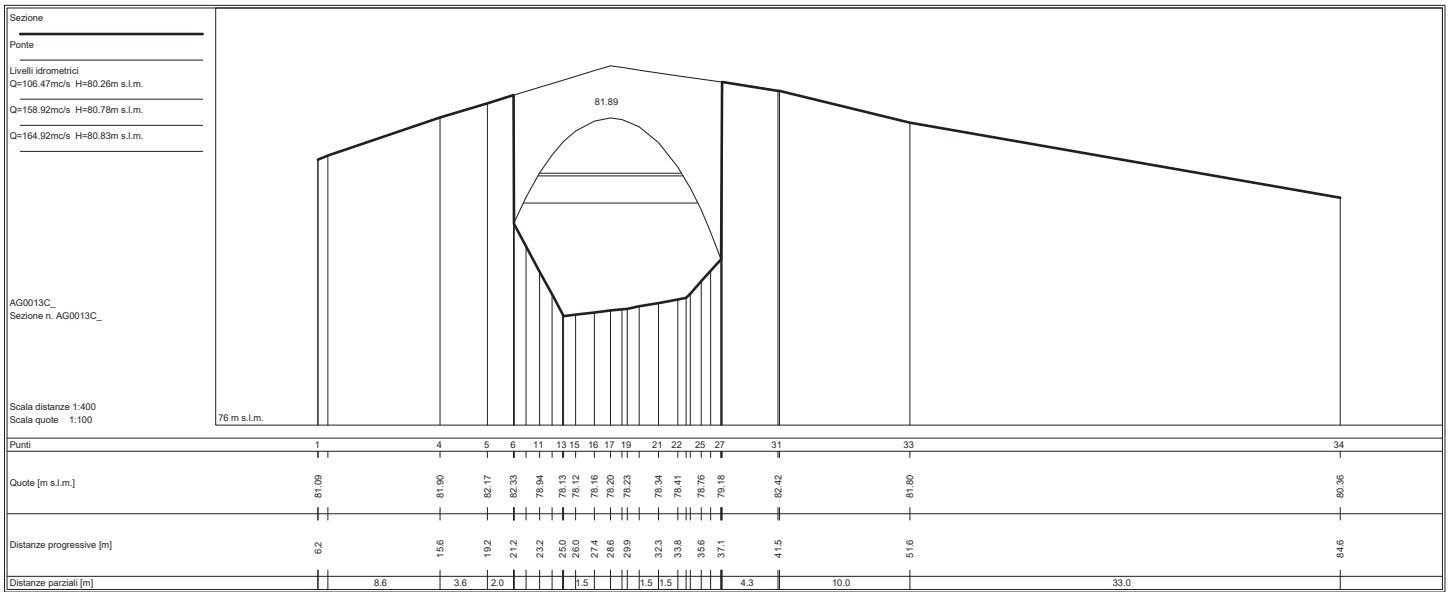 Sezione
Ponte
Livelli idrometrici
Q=106.47mc/s H=80.26m s.l.m.
Q=158.92mc/s H=80.78m s.l.m.
Q=164.92mc/s H=80.83m s.l.m.
81.89
AG0013C_
Sezione n. AG0013C_
Scala distanze 1:400
Scala quote 1:100
76 m s.l.m.
Punti 1 4 5 6 11 13 15 16 17 19 21 22 25 27 31 33 34
Quote [m s.l.m.] 81.09 81.90 82.17 82.33 78.94 78.13 78.12 78.16 78.20 78.23 78.34 78.41 78.76 79.18 82.42 81.80 80.36
Distanze progressive [m] 6.2 15.6 19.2 21.2 23.2 25.0 26.0 27.4 28.6 29.9 32.3 33.8 35.6 37.1 41.5 51.6 84.6
Distanze parziali [m] 8.6 3.6 2.0 1.5 1.5 1.5 4.3 10.0 33.0